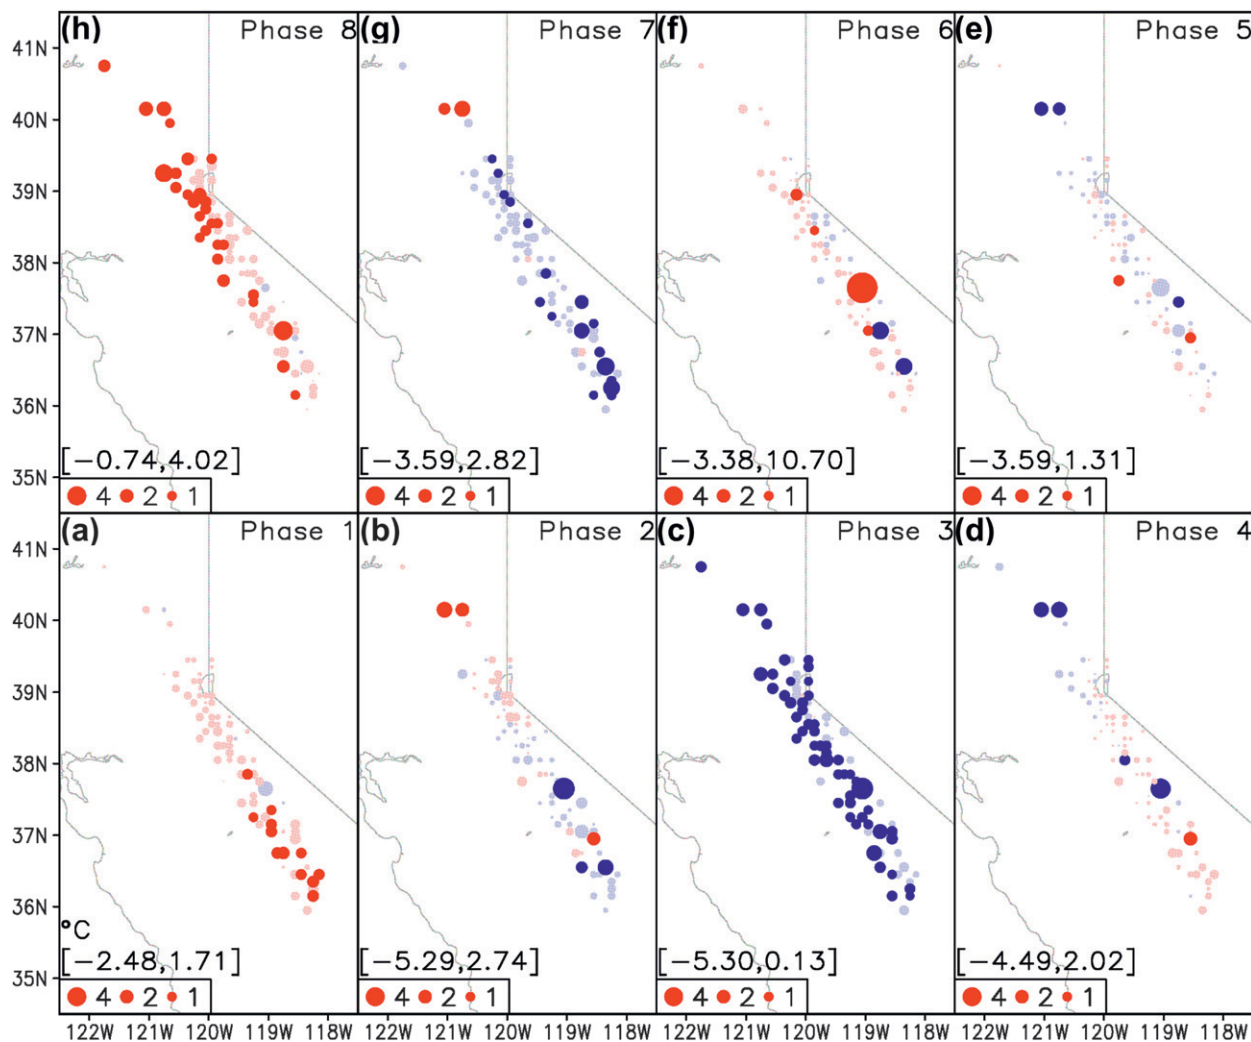 (h) Phase 8 (g) Phase 7 (f) Phase 6 (e) Phase 5
41N
40N
39N
38N
37N
36N
[−0.74,4.02] [−3.59,2.82] [−3.38,10.70] [−3.59,1.31]
35N
4 2 1 4 2 1 4 2 1 4 2 1
(a) Phase 1 (b) Phase 2 (c) Phase 3 (d) Phase 4
41N
40N
39N
38N
37N
36N
°C
[−2.48,1.71] [−5.29,2.74] [−5.30,0.13] [−4.49,2.02]
35N
4 2 1 4 2 1 4 2 1 4 2 1
122W 121W 120W 119W 118W 122W 121W 120W 119W 118W 122W 121W 120W 119W 118W 122W 121W 120W 119W 118W